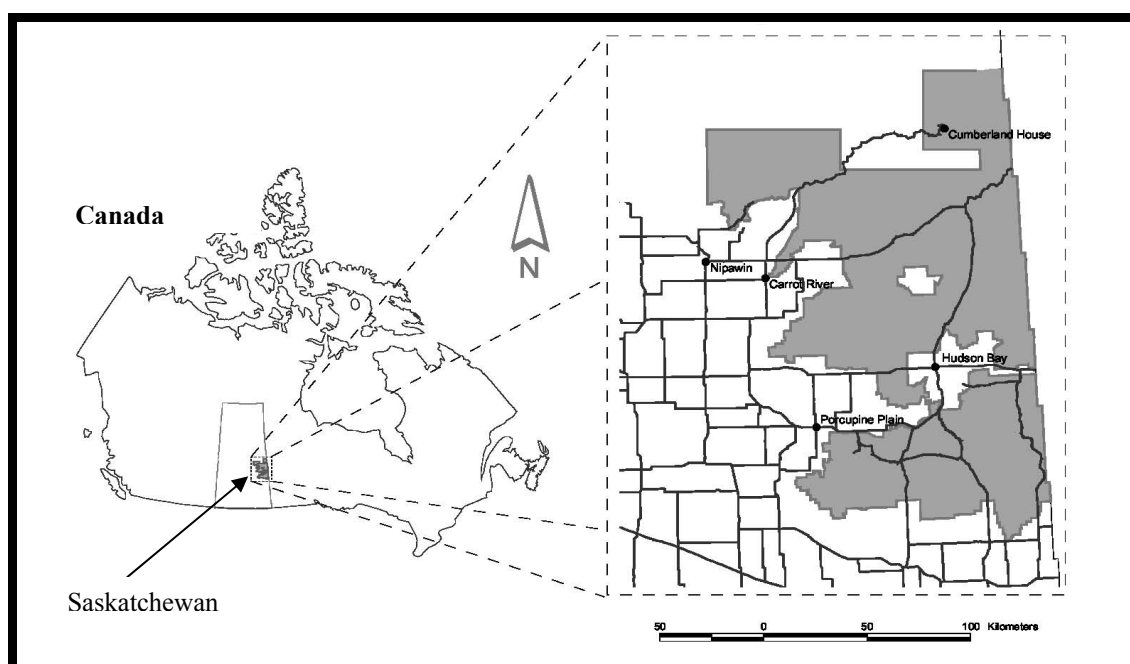 Canada
N
Saskatchewan
Cumberland House
Nipawin
Carrot River
Hudson Bay
Porcupine Plain
50 0 50 100 Kilometers